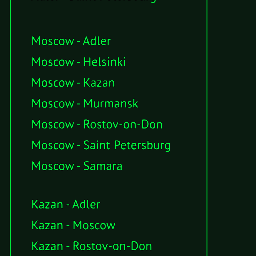 Moscow - Adler
Moscow - Helsinki
Moscow - Kazan
Moscow - Murmansk
Moscow - Rostov-on-Don
Moscow - Saint Petersburg
Moscow - Samara
Kazan - Adler
Kazan - Moscow
Kazan - Rostov-on-Don